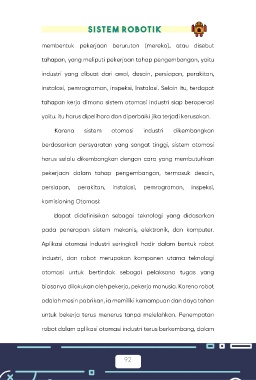 SISTEM ROBOTIK
membentuk pekerjaan berurutan (mereka), atau disebut
tahapan, yang meliputi pekerjaan tahap pengembangan, yaitu
industri yang dibuat dari awal, desain, persiapan, perakitan,
instalasi, pemrograman, inspeksi, Instalasi. Selain itu, terdapat
tahapan kerja dimana sistem otomasi industri siap beroperasi
yaitu. Itu harus dipelihara dan diperbaiki jika terjadi kerusakan.
Karena sistem otomasi industri dikembangkan
berdasarkan persyaratan yang sangat tinggi, sistem otomasi
harus selalu dikembangkan dengan cara yang membutuhkan
pekerjaan dalam tahap pengembangan, termasuk desain,
persiapan, perakitan, Instalasi, pemrograman, Inspeksi,
komisioning Otomasi:
(dapat didefinisikan sebagai teknologi yang didasarkan
pada penerapan sistem mekanis, elektronik, dan komputer.
Aplikasi otomasi industri seringkali hadir dalam bentuk robot
industri, dan robot merupakan komponen utama teknologi
otomasi untuk bertindak sebagai pelaksana tugas yang
biasanya dilakukan oleh pekerja, pekerja manusia. Karena robot
adalah mesin pabrikan, ia memiliki kemampuan dan daya tahan
untuk bekerja terus menerus tanpa melelahkan. Penempatan
robot dalam aplikasi otomasi industri terus berkembang, dalam
92